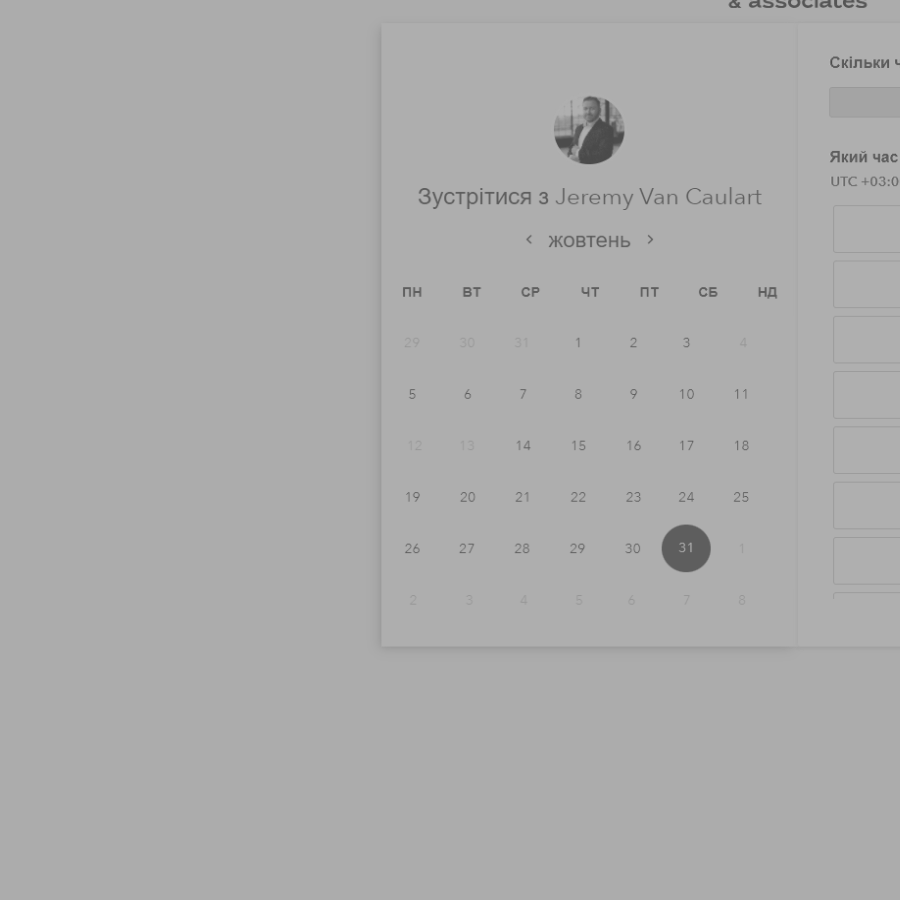 & associates
Зустрітися з Jeremy Van Caulart
жовтень
ПН ВТ СР ЧТ ПТ СБ НД
29 30 31 1 2 3 4
5 6 7 8 9 10 11
12 13 14 15 16 17 18
19 20 21 22 23 24 25
26 27 28 29 30 31 1
2 3 4 5 6 7 8
Скільки ч
Який час
UTC +03:0